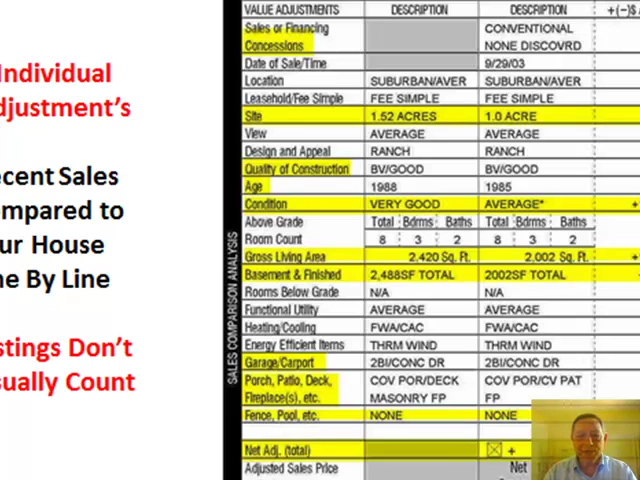 Individual
djustment's
ecent Sales
ompared to
ur House
ne By Line
stings Don't
sually Count
SALES COMPARISON ANALYSIS
VALUE ADJUSTMENTS DESCRIPTION DESCRIPTION +(−)$
Sales or Financing CONVENTIONAL
Concessions NONE DISCOVRD
Date of Sale/Time 9/29/03
Location SUBURBAN/AVER SUBURBAN/AVER
Leasehold/Fee Simple FEE SIMPLE FEE SIMPLE
Site 1.52 ACRES 1.0 ACRE
View AVERAGE AVERAGE
Design and Appeal RANCH RANCH
Quality of Construction BV/GOOD BV/GOOD
Age 1988 1985
Condition VERY GOOD AVERAGE* +
Above Grade Total Bdrms Baths Total Bdrms Baths
Room Count 8 3 2 8 3 2
Gross Living Area 2,420 Sq. Ft. 2,002 Sq. Ft. +
Basement & Finished 2,488SF TOTAL 2002SF TOTAL
Rooms Below Grade N/A N/A
Functional Utility AVERAGE AVERAGE
Heating/Cooling FWA/CAC FWA/CAC
Energy Efficient Items THRM WIND THRM WIND
Garage/Carport 2BI/CONC DR 2BI/CONC DR
Porch, Patio, Deck, COV POR/DECK COV POR/CV PAT
Fireplace(s), etc. MASONRY FP FP
Fence, Pool, etc. NONE NONE
Net Adj. (total) +
Adjusted Sales Price Net